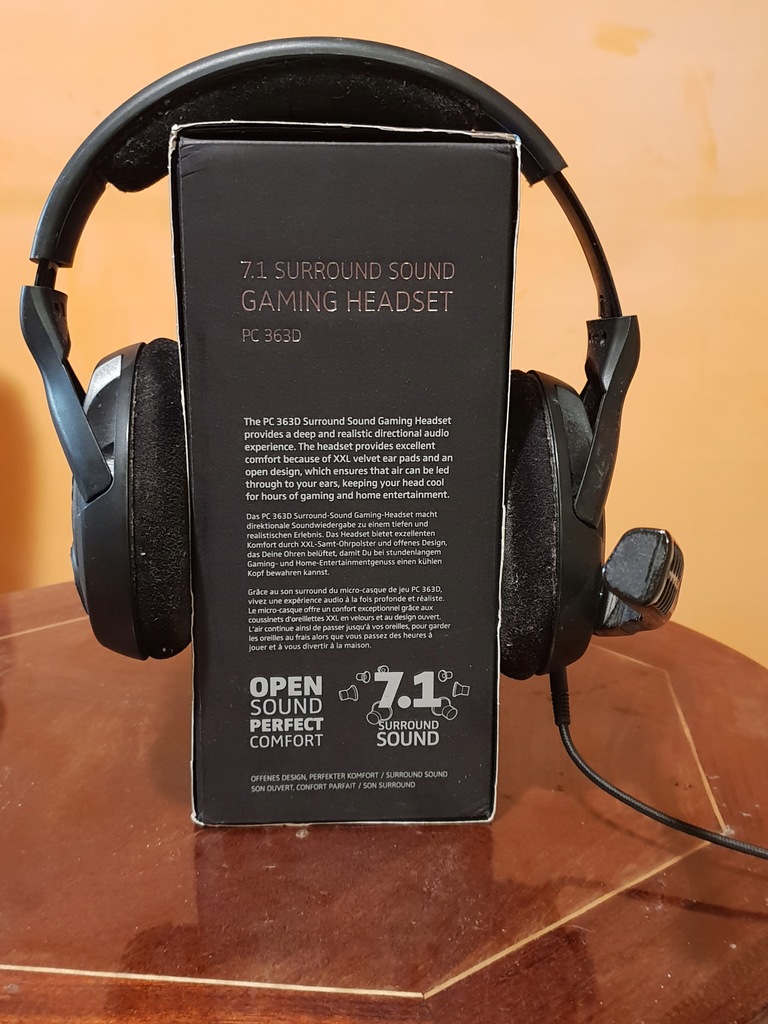 7.1 SURROUND SOUND
GAMING HEADSET
PC 363D
The PC 363D Surround Sound Gaming Headset
provides a deep and realistic directional audio
experience. The headset provides excellent
comfort because of XXL velvet ear pads and an
open design, which ensures that air can be led
through to your ears, keeping your head cool
for hours of gaming and home entertainment.
Das PC 363D Surround-Sound Gaming-Headset macht
direktionale Soundwiedergabe zu einem tiefen und
realistischen Erlebnis. Das Headset bietet exzellenten
Komfort durch XXL-Samt-Ohrpolster und offenes Design,
das Deine Ohren belüftet, damit Du bei stundenlangem
Gaming- und Home-Entertainmentgenuss einen kühlen
Kopf bewahren kannst.
Grâce au son surround du micro-casque de jeu PC 363D,
vivez une expérience audio à la fois profonde et réaliste.
Le micro-casque offre un confort exceptionnel grâce aux
coussinets d'oreillettes XXL en velours et au design ouvert.
L'air continue ainsi de passer jusqu'à vos oreilles, pour garder
les oreilles au frais alors que vous passez des heures à
jouer et à vous divertir à la maison.
OPEN
SOUND
PERFECT
COMFORT
7.1
SURROUND
SOUND
OFFENES DESIGN, PERFEKTER KOMFORT / SURROUND SOUND
SON OUVERT, CONFORT PARFAIT / SON SURROUND